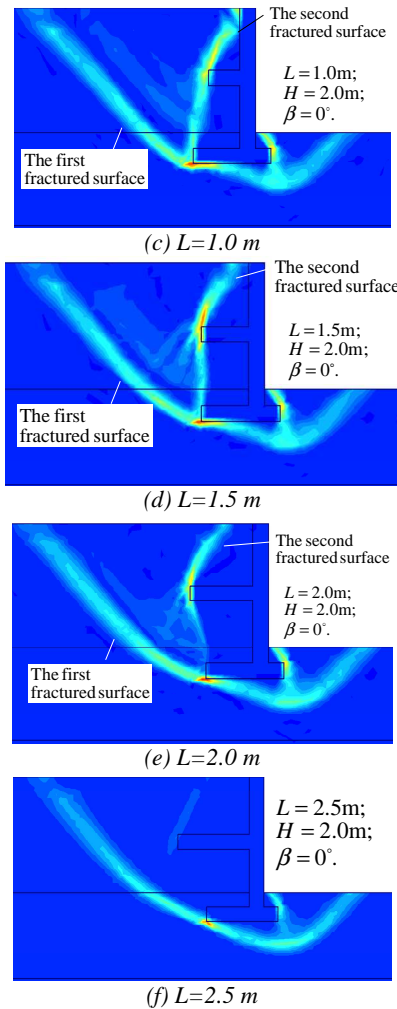 The second
fractured surface
L = 1.0m;
H = 2.0m;
β = 0°.
The first
fractured surface
(c) L=1.0 m
The second
fractured surface
L = 1.5m;
H = 2.0m;
β = 0°.
The first
fractured surface
(d) L=1.5 m
The second
fractured surface
L = 2.0m;
H = 2.0m;
β = 0°.
The first
fractured surface
(e) L=2.0 m
L = 2.5m;
H = 2.0m;
β = 0°.
(f) L=2.5 m